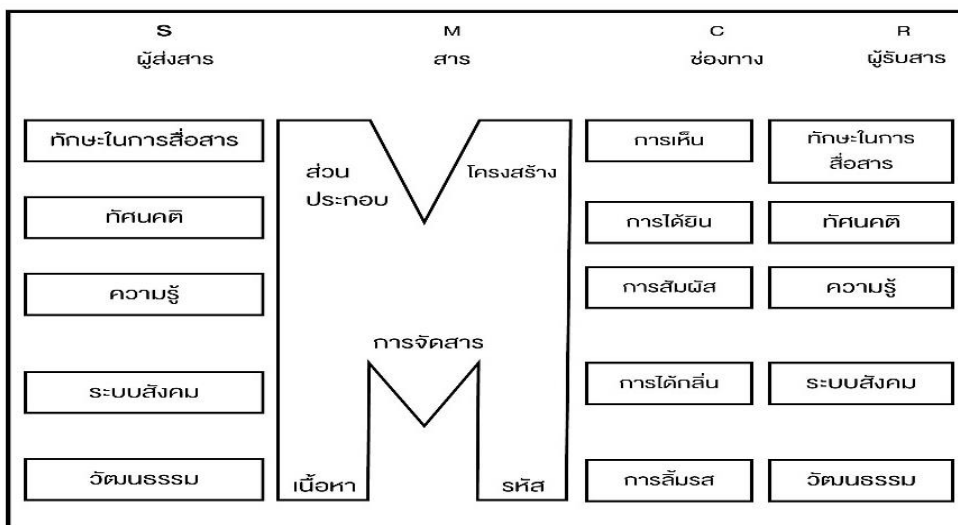 S
ผู้ส่งสาร
M
สาร
C
ช่องทาง
R
ผู้รับสาร
ทักษะในการสื่อสาร
ทัศนคติ
ความรู้
ระบบสังคม
วัฒนธรรม
ส่วน
ประกอบ
โครงสร้าง
การจัดสาร
เนื้อหา
รหัส
การเห็น
การได้ยิน
การสัมผัส
การได้กลิ่น
การลิ้มรส
ทักษะในการ
สื่อสาร
ทัศนคติ
ความรู้
ระบบสังคม
วัฒนธรรม